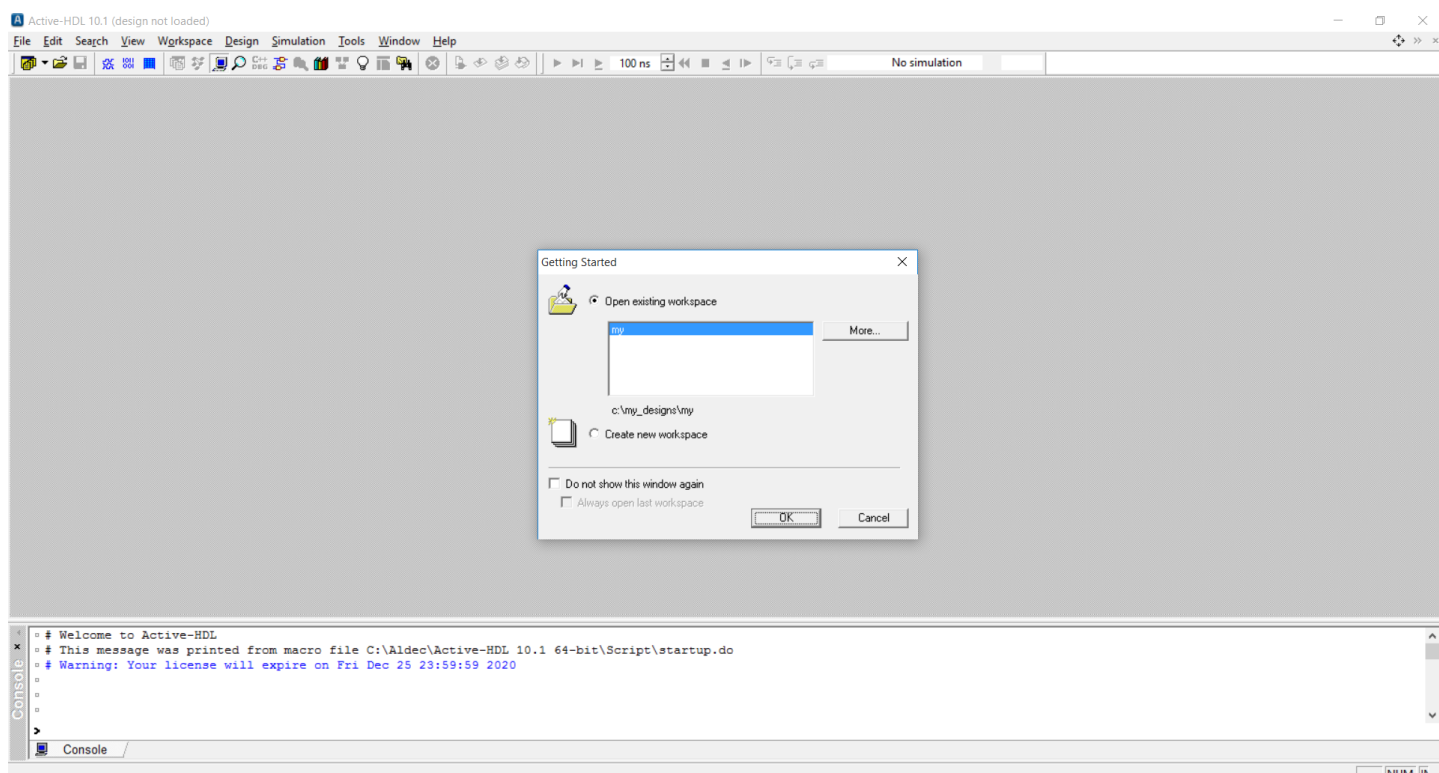 Active-HDL 10.1 (design not loaded)
File Edit Search View Workspace Design Simulation Tools Window Help
100 ns No simulation
Getting Started
Open existing workspace
my
More...
c:\my_designs\my
Create new workspace
Do not show this window again
Always open last workspace
OK Cancel
# Welcome to Active-HDL
# This message was printed from macro file C:\Aldec\Active-HDL 10.1 64-bit\Script\startup.do
# Warning: Your license will expire on Fri Dec 25 23:59:59 2020
>
Console
Console
NUM